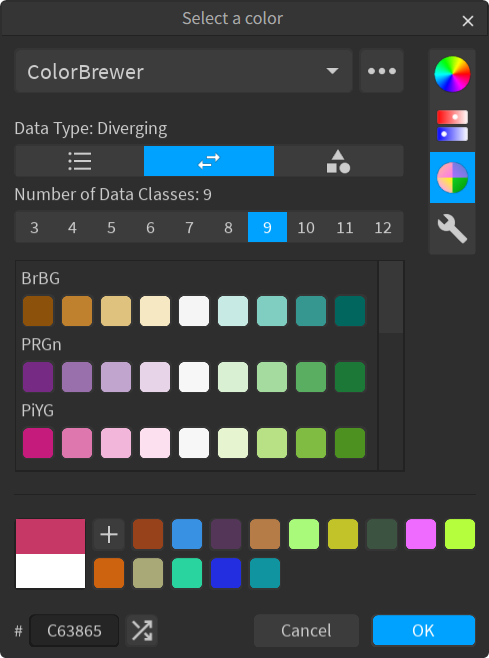 Select a color
ColorBrewer
Data Type: Diverging
Number of Data Classes: 9
3 4 5 6 7 8 9 10 11 12
BrBG
PRGn
PiYG
# C63865 Cancel OK